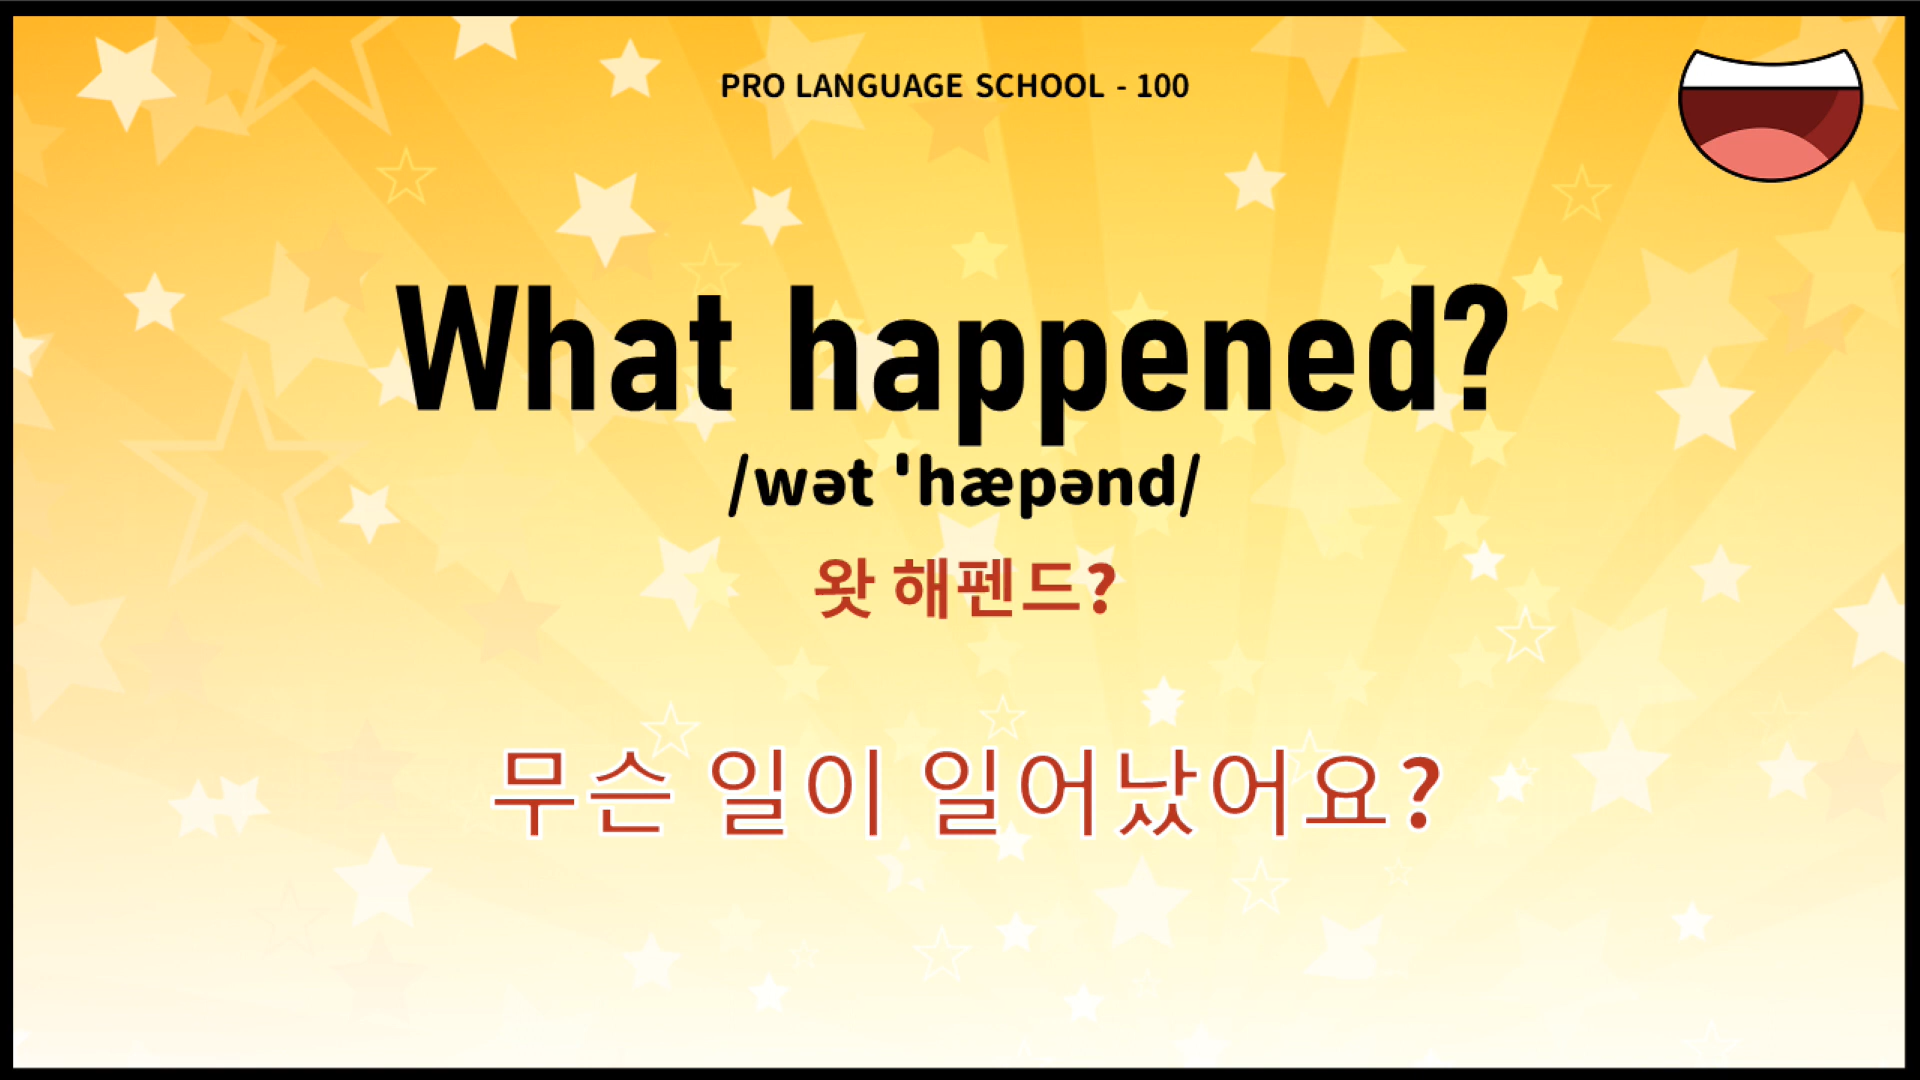 PRO LANGUAGE SCHOOL - 100
What happened?
/wət ˈhæpənd/
왓 해펜드?
무슨 일이 일어났어요?